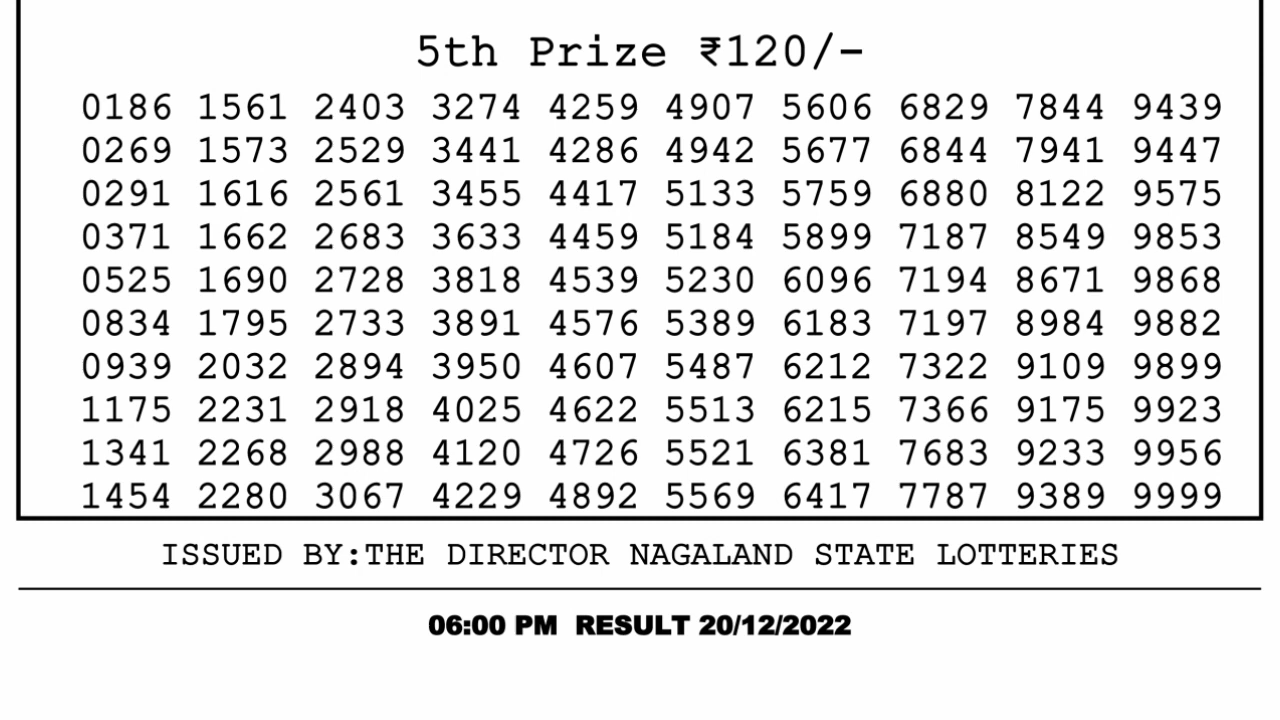 5th Prize ₹120/-
0186 1561 2403 3274 4259 4907 5606 6829 7844 9439
0269 1573 2529 3441 4286 4942 5677 6844 7941 9447
0291 1616 2561 3455 4417 5133 5759 6880 8122 9575
0371 1662 2683 3633 4459 5184 5899 7187 8549 9853
0525 1690 2728 3818 4539 5230 6096 7194 8671 9868
0834 1795 2733 3891 4576 5389 6183 7197 8984 9882
0939 2032 2894 3950 4607 5487 6212 7322 9109 9899
1175 2231 2918 4025 4622 5513 6215 7366 9175 9923
1341 2268 2988 4120 4726 5521 6381 7683 9233 9956
1454 2280 3067 4229 4892 5569 6417 7787 9389 9999
ISSUED BY:THE DIRECTOR NAGALAND STATE LOTTERIES
06:00 PM RESULT 20/12/2022